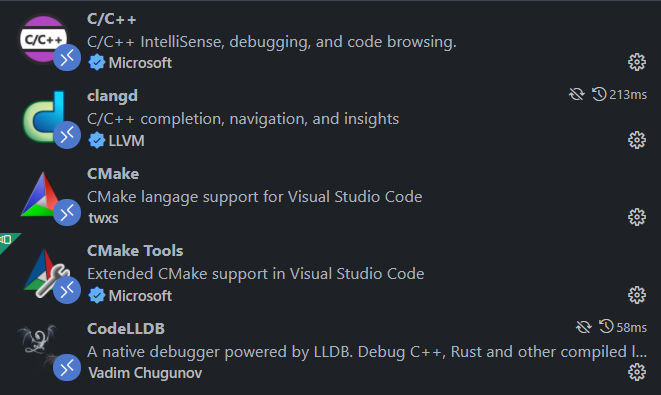 C/C++
C/C++
C/C++ IntelliSense, debugging, and code browsing.
Microsoft
clangd
213ms
C/C++ completion, navigation, and insights
LLVM
CMake
CMake langage support for Visual Studio Code
twxs
CMake Tools
Extended CMake support in Visual Studio Code
Microsoft
CodeLLDB
58ms
A native debugger powered by LLDB. Debug C++, Rust and other compiled l...
Vadim Chugunov